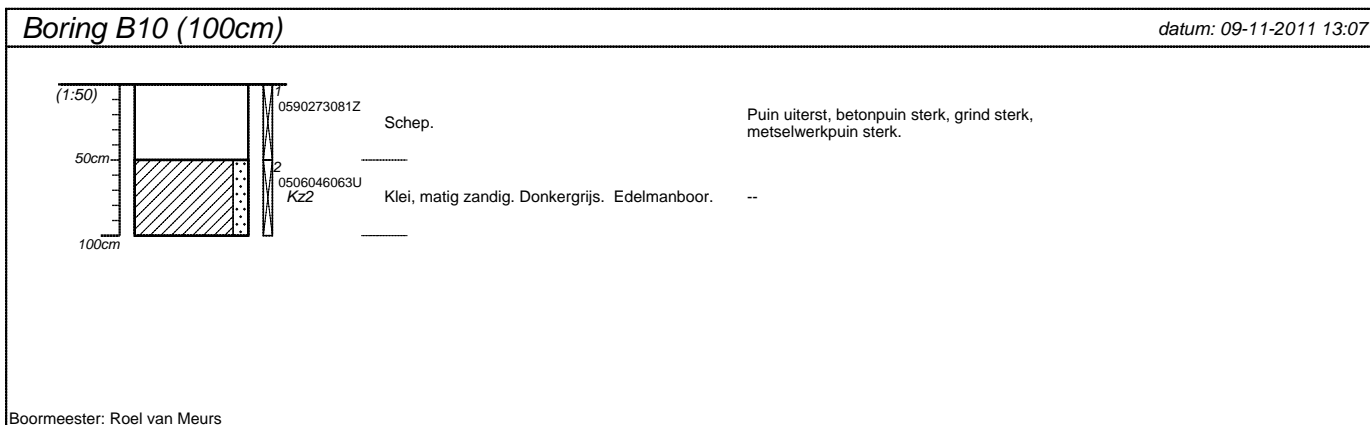 Boring B10 (100cm)
datum: 09-11-2011 13:07
(1:50)
1
0590273081Z
Schep.
Puin uiterst, betonpuin sterk, grind sterk,
metselwerkpuin sterk.
50cm
2
0506046063U
Kz2
Klei, matig zandig. Donkergrijs.  Edelmanboor.
--
100cm
Boormeester: Roel van Meurs